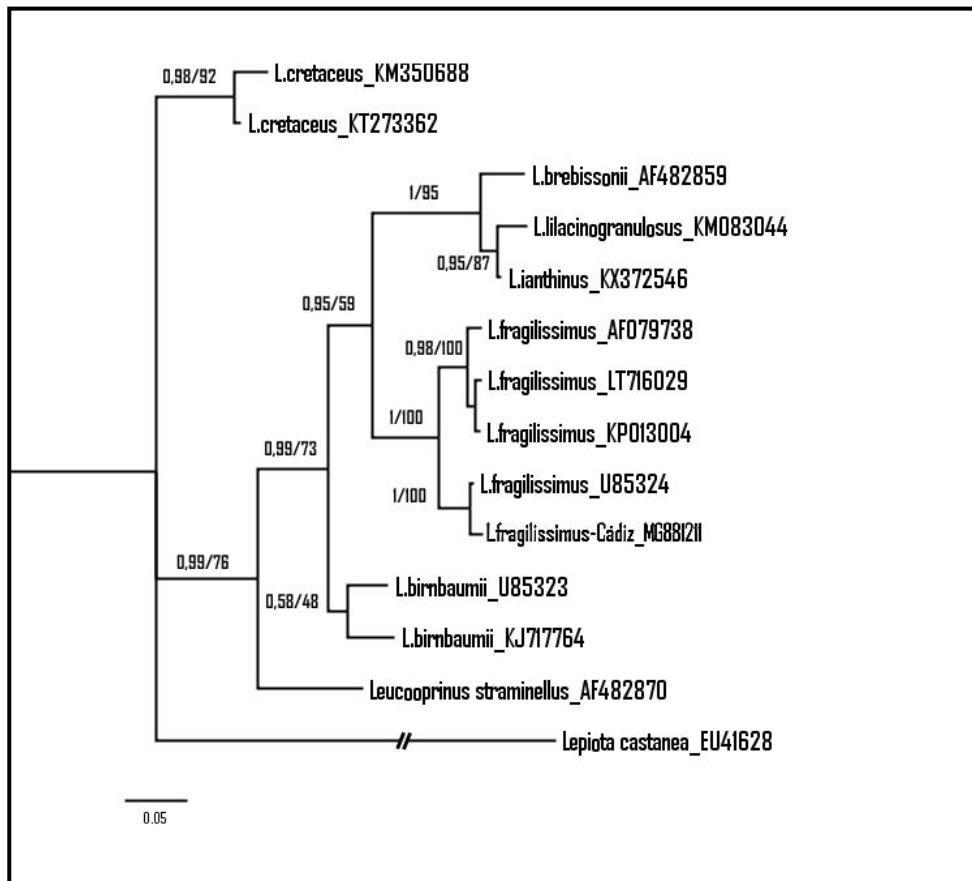 0,98/92
L.cretaceus_KM350688
L.cretaceus_KT273362
1/95
L.brebissonii_AF482859
L.lilacinogranulosus_KM083044
0,95/87
L.ianthinus_KX372546
0,95/59
L.fragilissimus_AF079738
0,98/100
L.fragilissimus_LT716029
1/100
L.fragilissimus_KP013004
0,99/73
L.fragilissimus_U85324
1/100
L.fragilissimus-Cádiz_MG881211
0,99/76
L.birnbaumii_U85323
0,58/48
L.birnbaumii_KJ717764
Leucooprinus straminellus_AF482870
Lepiota castanea_EU41628
0.05